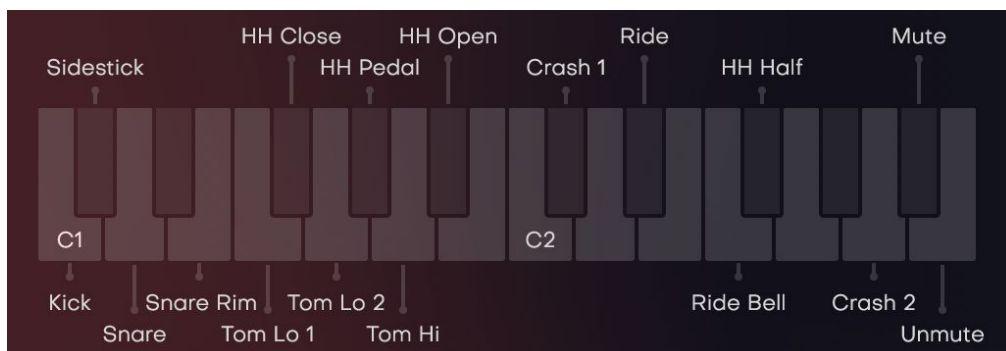 HH Close HH Open Ride Mute
Sidestick HH Pedal Crash 1 HH Half
C1 C2
Kick Snare Rim Tom Lo 2 Ride Bell Crash 2
Snare Tom Lo 1 Tom Hi Unmute